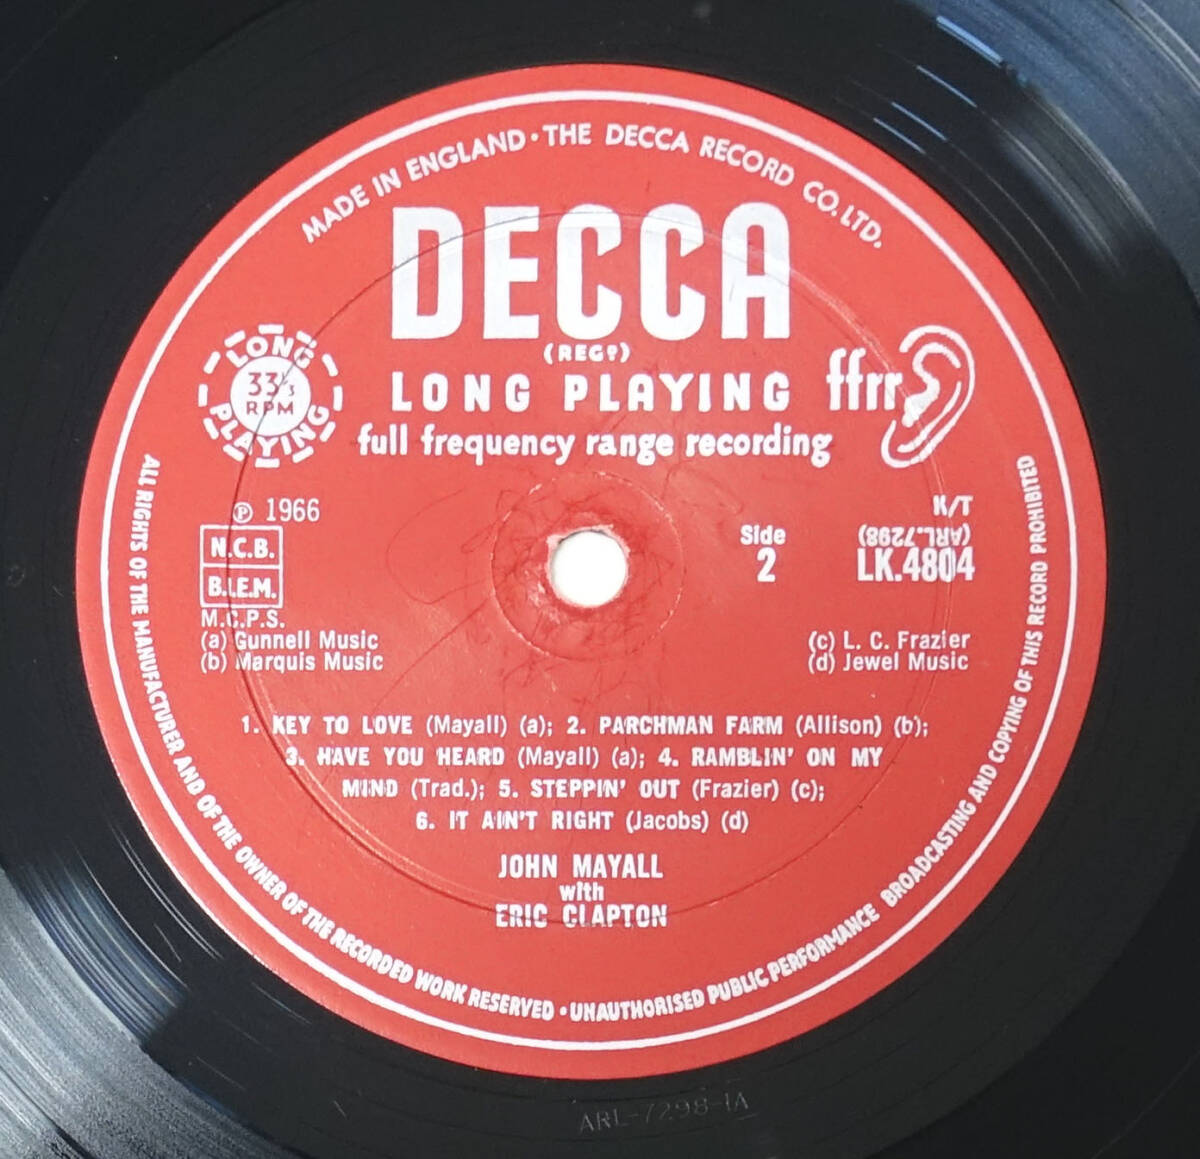 MADE IN ENGLAND · THE DECCA RECORD CO. LTD.
DECCA
(REGD)
LONG PLAYING
ffrr
full frequency range recording
LONG
33⅓
RPM
PLAYING
℗ 1966
N.C.B.
B.I.E.M.
M.C.P.S.
(a) Gunnell Music
(b) Marquis Music
Side
2
K/T
(ARL.7298)
LK.4804
(c) L. C. Frazier
(d) Jewel Music
1. KEY TO LOVE (Mayall) (a); 2. PARCHMAN FARM (Allison) (b);
3. HAVE YOU HEARD (Mayall) (a); 4. RAMBLIN' ON MY
MIND (Trad.); 5. STEPPIN' OUT (Frazier) (c);
6. IT AIN'T RIGHT (Jacobs) (d)
JOHN MAYALL
with
ERIC CLAPTON
ALL RIGHTS OF THE MANUFACTURER AND OF THE OWNER OF THE RECORDED WORK RESERVED · UNAUTHORISED PUBLIC PERFORMANCE BROADCASTING AND COPYING OF THIS RECORD PROHIBITED
ARL-7298-1A